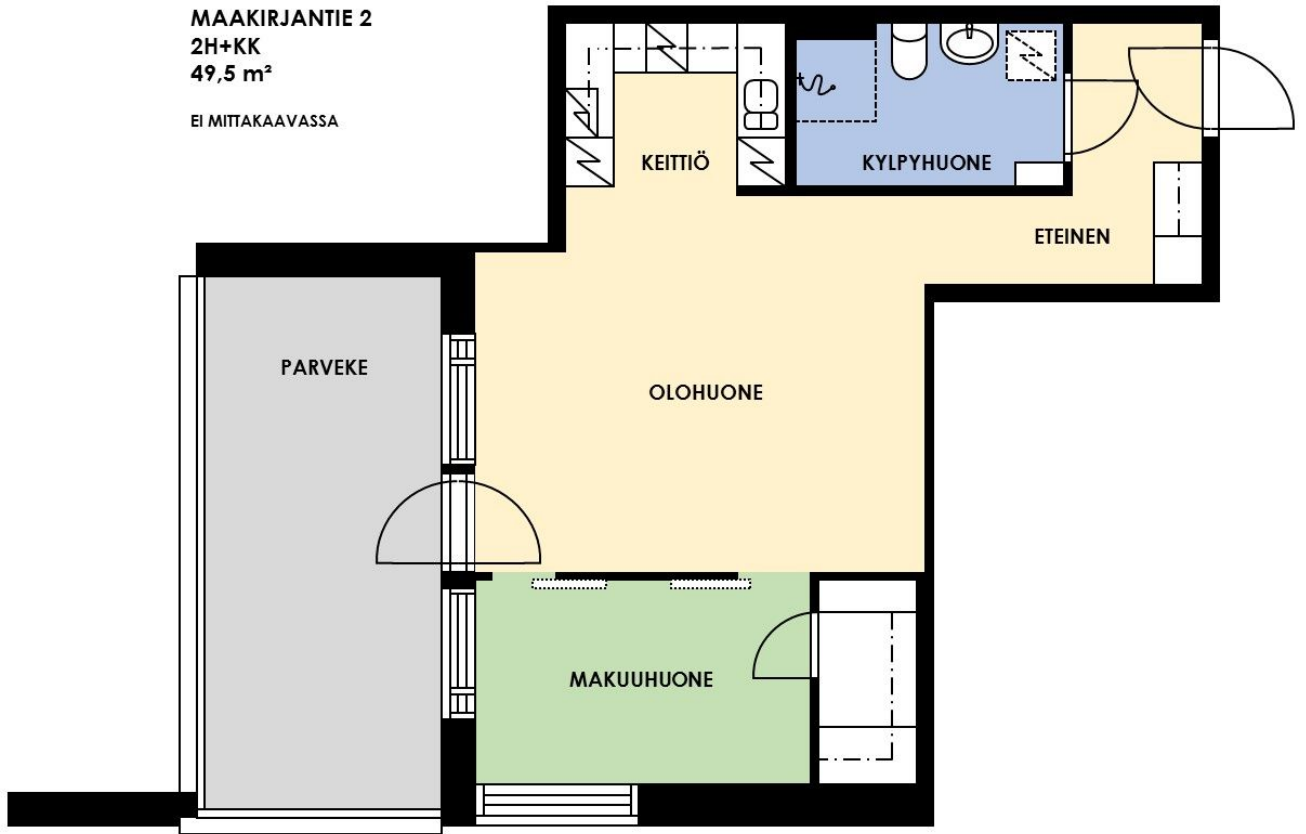 MAAKIRJANTIE 2
2H+KK
49,5 m²
EI MITTAKAAVASSA
KEITTIÖ
KYLPYHUONE
ETEINEN
PARVEKE
OLOHUONE
MAKUUHUONE